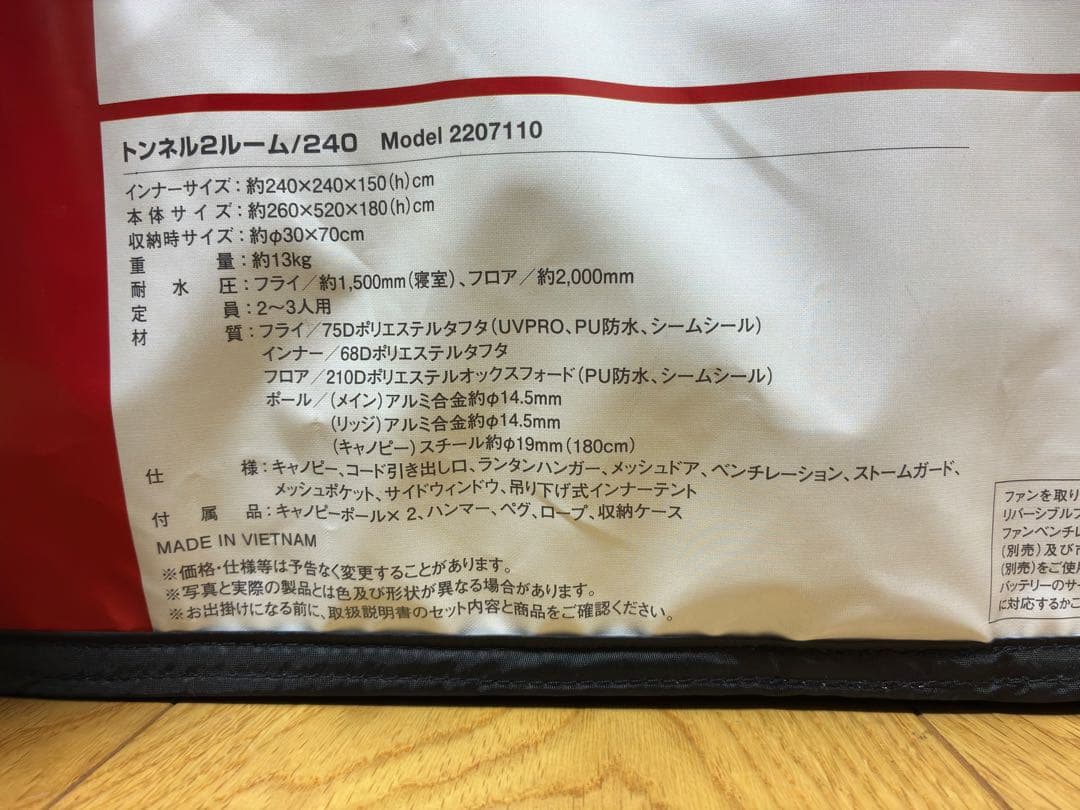 トンネル2ルーム/240 Model 2207110
インナーサイズ：約240×240×150(h)cm
本体サイズ：約260×520×180(h)cm
収納時サイズ：約φ30×70cm
重量：約13kg
耐水圧：フライ／約1,500mm(寝室)、フロア／約2,000mm
定員：2〜3人用
材質：フライ／75Dポリエステルタフタ(UVPRO、PU防水、シームシール)
インナー／68Dポリエステルタフタ
フロア／210Dポリエステルオックスフォード(PU防水、シームシール)
ポール／(メイン)アルミ合金約φ14.5mm
(リッジ)アルミ合金約φ14.5mm
(キャノピー)スチール約φ19mm(180cm)
仕様：キャノピー、コード引き出し口、ランタンハンガー、メッシュドア、ベンチレーション、ストームガード、
メッシュポケット、サイドウィンドウ、吊り下げ式インナーテント
付属品：キャノピーポール×2、ハンマー、ペグ、ロープ、収納ケース
MADE IN VIETNAM
※価格・仕様等は予告なく変更することがあります。
※写真と実際の製品とは色及び形状が異なる場合があります。
※お出掛けになる前に、取扱説明書のセット内容と商品をご確認ください。
ファンを取り
リバーシブルフ
ファンベンチレ
(別売)及び
(別売)をご使用
バッテリーのサー
に対応するかご